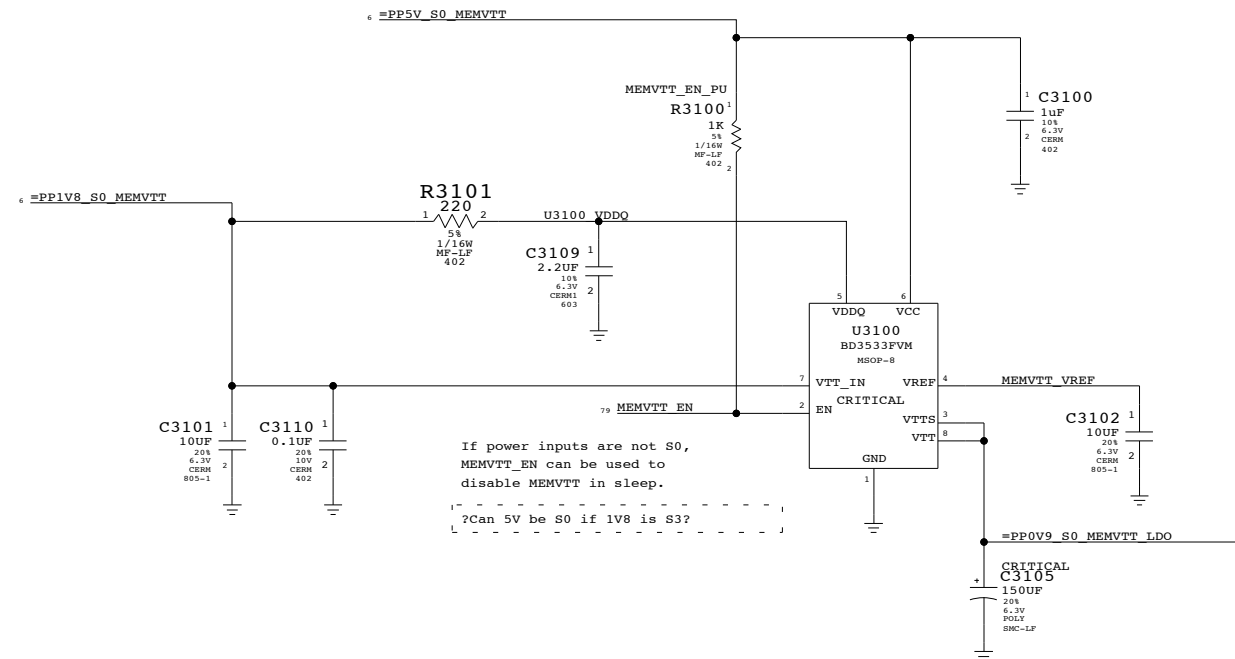 6 =PP5V_S0_MEMVTT
MEMVTT_EN_PU
R3100 1
1K
5%
1/16W
MF-LF
402
2
1 C3100
1uF
10%
6.3V
CERM
402
2
6 =PP1V8_S0_MEMVTT
R3101
220
1 2
5%
1/16W
MF-LF
402
U3100_VDDQ
C3109 1
2.2UF
10%
6.3V
CERM1
603
2
5 6
VDDQ VCC
U3100
BD3533FVM
MSOP-8
7 VTT_IN VREF 4
MEMVTT_VREF
CRITICAL
79 MEMVTT_EN
2 EN
VTTS 3
VTT 8
GND
1
C3101 1
10UF
20%
6.3V
CERM
805-1
2
C3110 1
0.1UF
20%
10V
CERM
402
2
C3102 1
10UF
20%
6.3V
CERM
805-1
2
If power inputs are not S0,
MEMVTT_EN can be used to
disable MEMVTT in sleep.
?Can 5V be S0 if 1V8 is S3?
=PP0V9_S0_MEMVTT_LDO
CRITICAL
C3105
+
150UF
20%
6.3V
POLY
SMC-LF